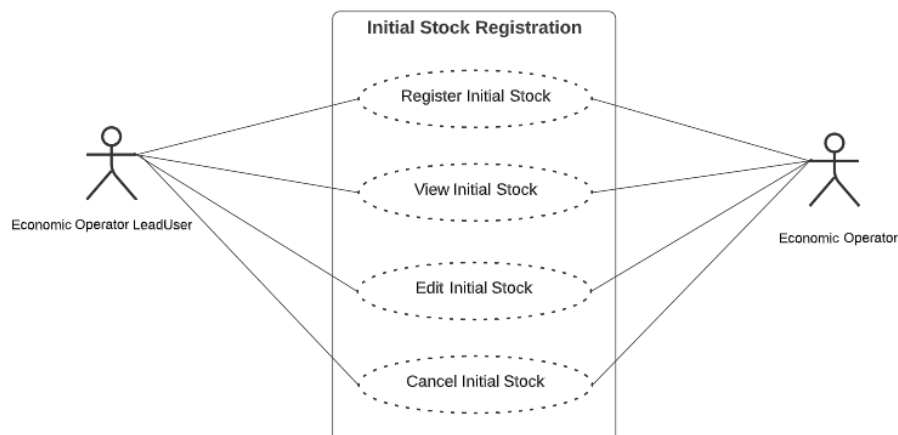 Initial Stock Registration
Register Initial Stock
View Initial Stock
Economic Operator LeadUser
Economic Operator
Edit Initial Stock
Cancel Initial Stock